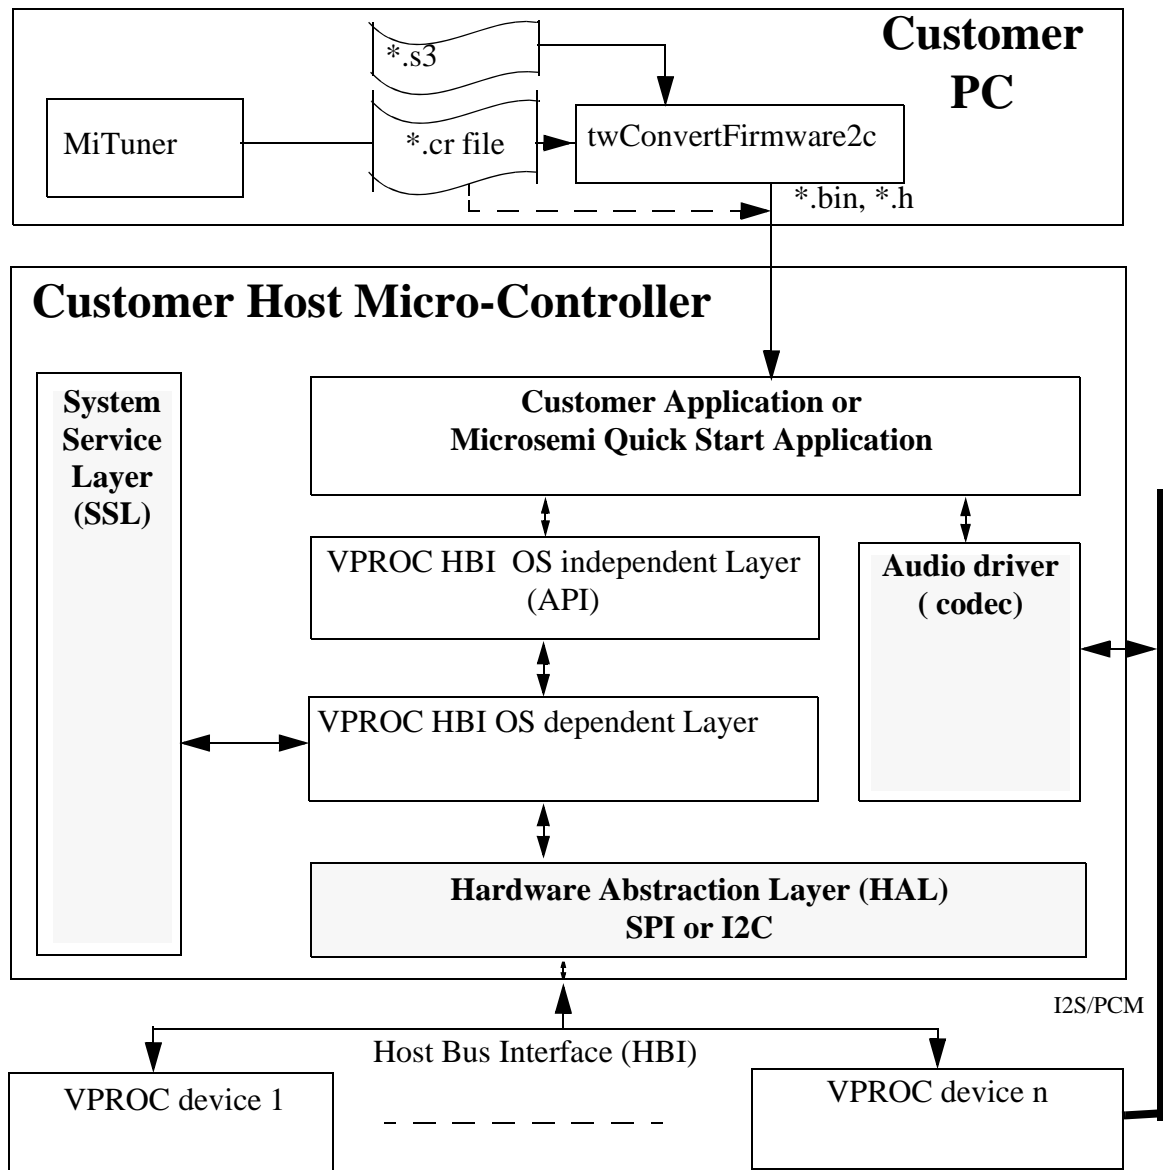 Customer
PC
*.s3
MiTuner
*.cr file
twConvertFirmware2c
*.bin, *.h
Customer Host Micro-Controller
System
Service
Layer
(SSL)
Customer Application or
Microsemi Quick Start Application
VPROC HBI  OS independent Layer
(API)
Audio driver
( codec)
VPROC HBI OS dependent Layer
Hardware Abstraction Layer (HAL)
SPI or I2C
I2S/PCM
Host Bus Interface (HBI)
VPROC device 1
VPROC device n